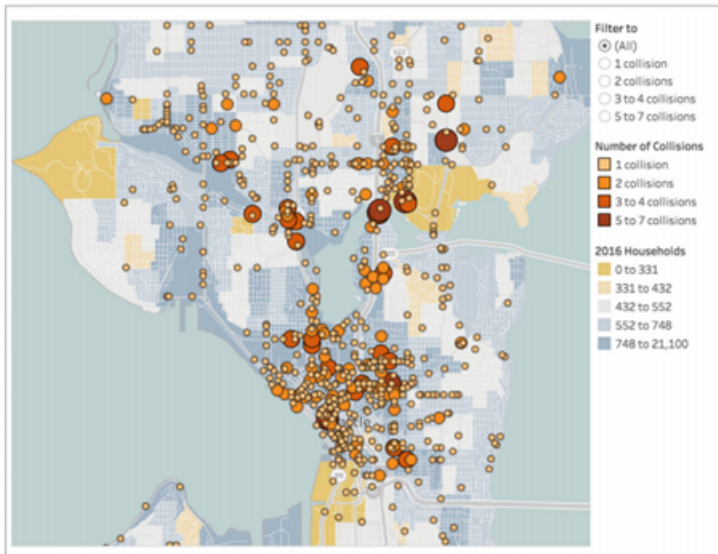 Filter to
(All)
1 collision
2 collisions
3 to 4 collisions
5 to 7 collisions
Number of Collisions
1 collision
2 collisions
3 to 4 collisions
5 to 7 collisions
2016 Households
0 to 331
331 to 432
432 to 552
552 to 748
748 to 21,100
522
99